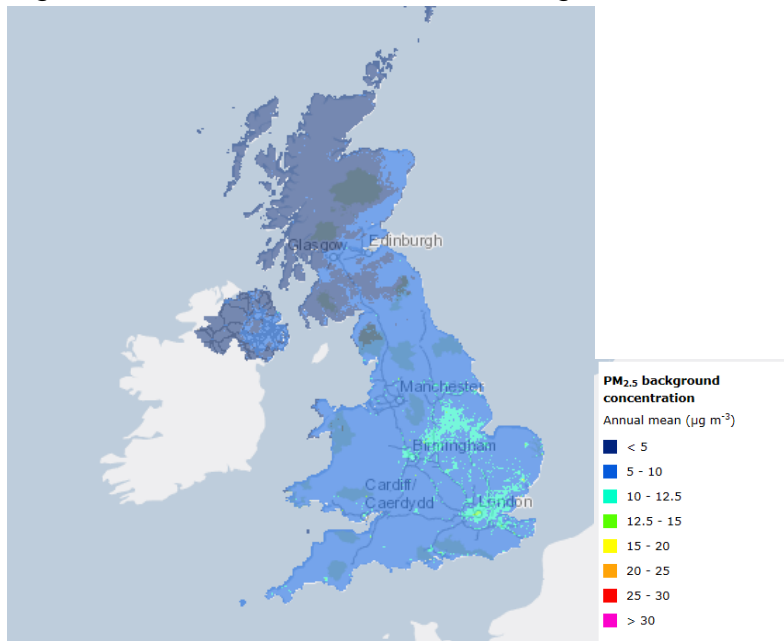 Glasgow
Edinburgh
Manchester
Birmingham
Cardiff/
Caerdydd
London
PM2.5 background
concentration
Annual mean (µg m-3)
< 5
5 - 10
10 - 12.5
12.5 - 15
15 - 20
20 - 25
25 - 30
> 30